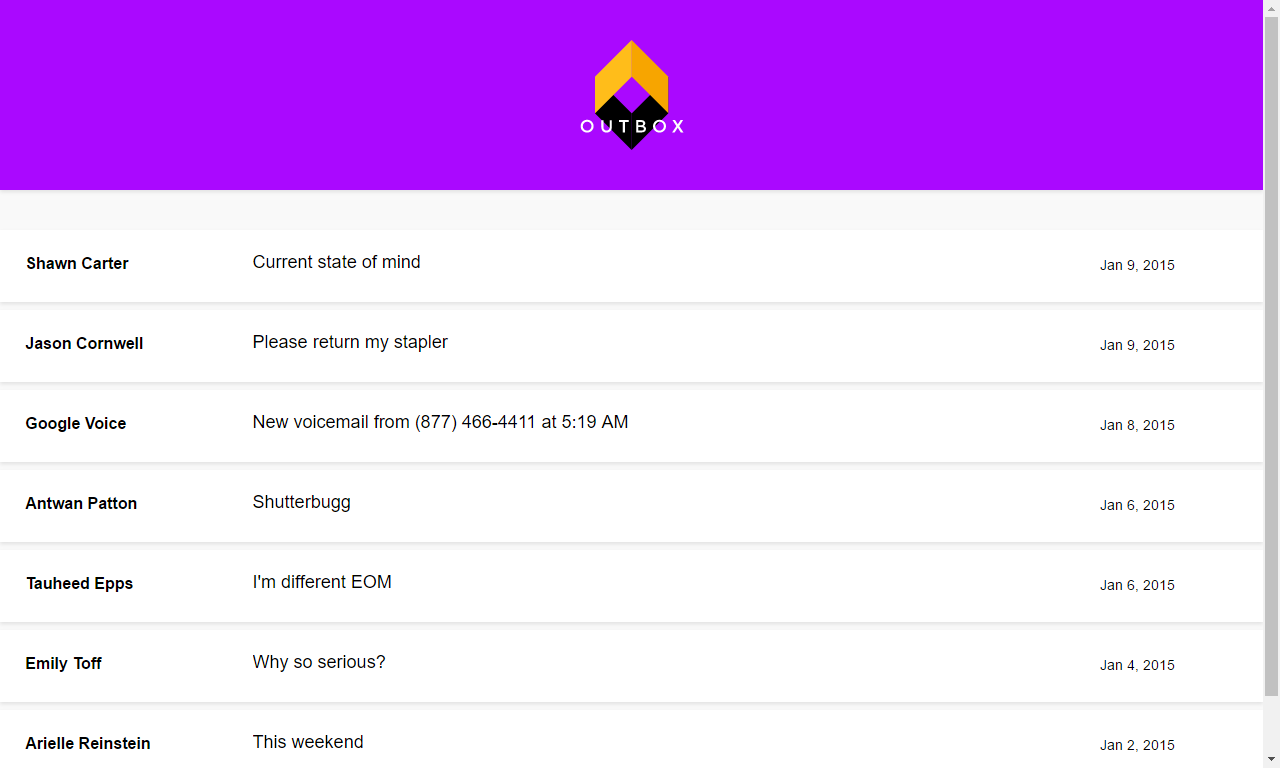 OUTBOX
Shawn Carter Current state of mind Jan 9, 2015
Jason Cornwell Please return my stapler Jan 9, 2015
Google Voice New voicemail from (877) 466-4411 at 5:19 AM Jan 8, 2015
Antwan Patton Shutterbugg Jan 6, 2015
Tauheed Epps I'm different EOM Jan 6, 2015
Emily Toff Why so serious? Jan 4, 2015
Arielle Reinstein This weekend Jan 2, 2015